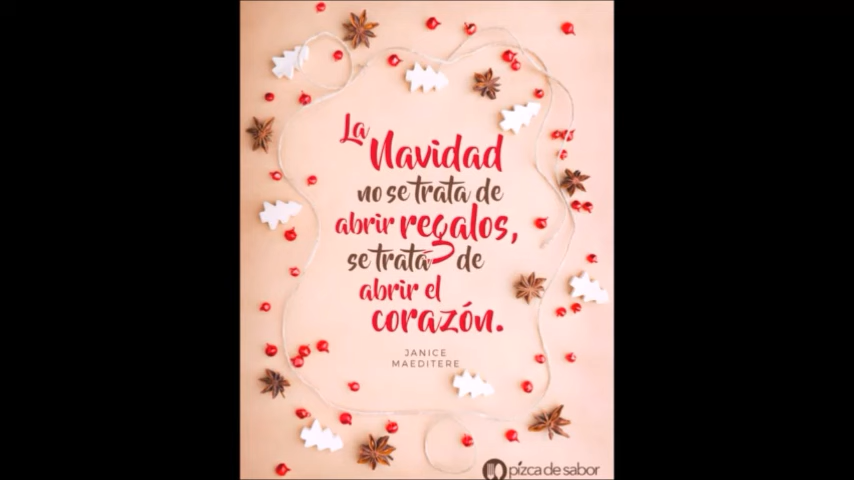 La
Navidad
no se trata de
abrir regalos,
se trata de
abrir el
corazón.
JANICE
MAEDITERE
pizca de sabor